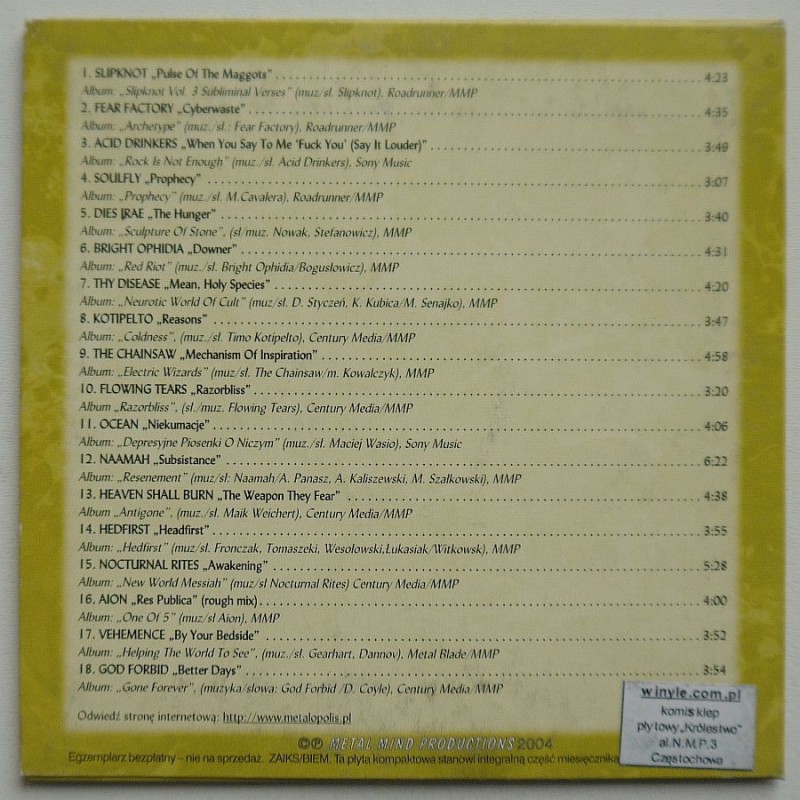 1. SLIPKNOT „Pulse Of The Maggots” 4:23
Album: „Slipknot Vol. 3 Subliminal Verses” (muz/sł. Slipknot), Roadrunner/MMP
2. FEAR FACTORY „Cyberwaste” 4:35
Album: „Archetype” (muz./sł.: Fear Factory), Roadrunner/MMP
3. ACID DRINKERS „When You Say To Me 'Fuck You' (Say It Louder)” 3:49
Album: „Rock Is Not Enough” (muz./sł. Acid Drinkers), Sony Music
4. SOULFLY „Prophecy” 3:07
Album: „Prophecy” (muz./sł. M.Cavalera), Roadrunner/MMP
5. DIES IRAE „The Hunger” 3:40
Album: „Sculpture Of Stone”, (sł/muz. Nowak, Stefanowicz), MMP
6. BRIGHT OPHIDIA „Downer” 4:31
Album: „Red Riot” (muz./sł. Bright Ophidia/Bogusłowicz), MMP
7. THY DISEASE „Mean, Holy Species” 4:20
Album: „Neurotic World Of Cult” (muz/sł. D. Styczeń, K. Kubica/M. Senajko), MMP
8. KOTIPELTO „Reasons” 3:47
Album: „Coldness”, (muz./sł. Timo Kotipelto), Century Media/MMP
9. THE CHAINSAW „Mechanism Of Inspiration” 4:58
Album: „Electric Wizards” (muz/sł. The Chainsaw/m. Kowalczyk), MMP
10. FLOWING TEARS „Razorbliss” 3:20
Album „Razorbliss”, (sł./muz. Flowing Tears), Century Media/MMP
11. OCEAN „Niekumacje” 4:06
Album: „Depresyjne Piosenki O Niczym” (muz./sł. Maciej Wasio), Sony Music
12. NAAMAH „Subsistance” 6:22
Album: „Resenement” (muz/sł: Naamah/A. Panasz, A. Kaliszewski, M. Szałkowski), MMP
13. HEAVEN SHALL BURN „The Weapon They Fear” 4:38
Album „Antigone”, (muz./sł. Maik Weichert), Century Media/MMP
14. HEDFIRST „Headfirst” 3:55
Album: „Hedfirst” (muz/sł. Fronczak, Tomaszeki, Wesołowski,Łukasiak/Witkowsk), MMP
15. NOCTURNAL RITES „Awakening” 5:28
Album: „New World Messiah” (muz/sł Nocturnal Rites) Century Media/MMP
16. AION „Res Publica” (rough mix) 4:00
Album: „One Of 5” (muz/sł Aion), MMP
17. VEHEMENCE „By Your Bedside” 3:52
Album: „Helping The World To See”, (muz./sł. Gearhart, Dannov), Metal Blade/MMP
18. GOD FORBID „Better Days” 3:54
Album: „Gone Forever”, (muzyka/słowa: God Forbid /D. Coyle), Century Media/MMP
Odwiedź stronę internetową: http://www.metalopolis.pl
©℗ METAL MIND PRODUCTIONS 2004
Egzemplarz bezpłatny – nie na sprzedaż. ZAIKS/BIEM. Ta płyta kompaktowa stanowi integralną część miesięcznika
winyle.com.pl
komis sklep
płytowy „Królestwo”
al.N.M.P.3
Częstochowa